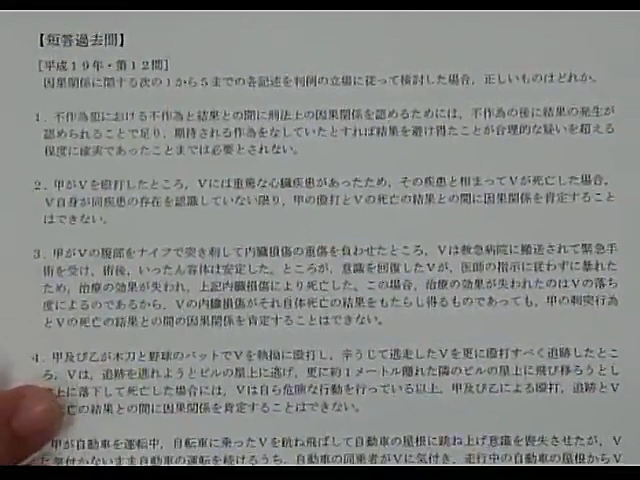 【短答過去問】
[平成19年・第12問]
因果関係に関する次の1から5までの各記述を判例の立場に従って検討した場合，正しいものはどれか。
1．不作為犯における不作為と結果との間に刑法上の因果関係を認めるためには，不作為の後に結果の発生が
認められることで足り，期待される作為をなしていたとすれば結果を避け得たことが合理的な疑いを超える
程度に確実であったことまでは必要とされない。
2．甲がVを殴打したところ，Vには重篤な心臓疾患があったため，その疾患と相まってVが死亡した場合，
V自身が同疾患の存在を認識していない限り，甲の殴打とVの死亡の結果との間に因果関係を肯定すること
はできない。
3．甲がVの腹部をナイフで突き刺して内臓損傷の重傷を負わせたところ，Vは救急病院に搬送されて緊急手
術を受け，術後，いったん容体は安定した。ところが，意識を回復したVが，医師の指示に従わずに暴れた
ため，治療の効果が失われ，上記内臓損傷により死亡した。この場合，治療の効果が失われたのはVの落ち
度によるのであるから，Vの内臓損傷がそれ自体死亡の結果をもたらし得るものであっても，甲の刺突行為
とVの死亡の結果との間の因果関係を肯定することはできない。
4．甲及び乙が木刀と野球のバットでVを執拗に殴打し，辛うじて逃走したVを更に殴打すべく追跡したとこ
ろ，Vは，追跡を逃れようとビルの屋上に逃げ，更に約1メートル離れた隣のビルの屋上に飛び移ろうとし
上に落下して死亡した場合には，Vは自ら危険な行動を行っている以上，甲及び乙による殴打，追跡とV
死亡の結果との間に因果関係を肯定することはできない。
甲が自動車を運転中，自転車に乗ったVを跳ね飛ばして自動車の屋根に跳ね上げ意識を喪失させたが，V
に気付かないまま自動車の運転を続けるうち，自動車の同乗者がVに気付き，走行中の自動車の屋根からV